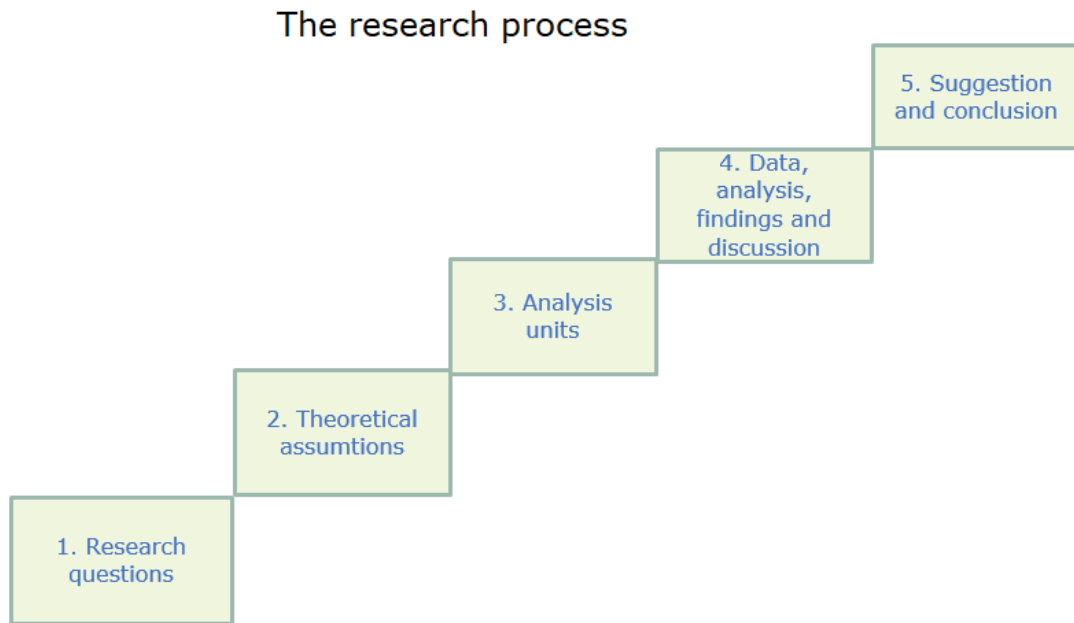 The research process
5. Suggestion
and conclusion
4. Data,
analysis,
findings and
discussion
3. Analysis
units
2. Theoretical
assumtions
1. Research
questions